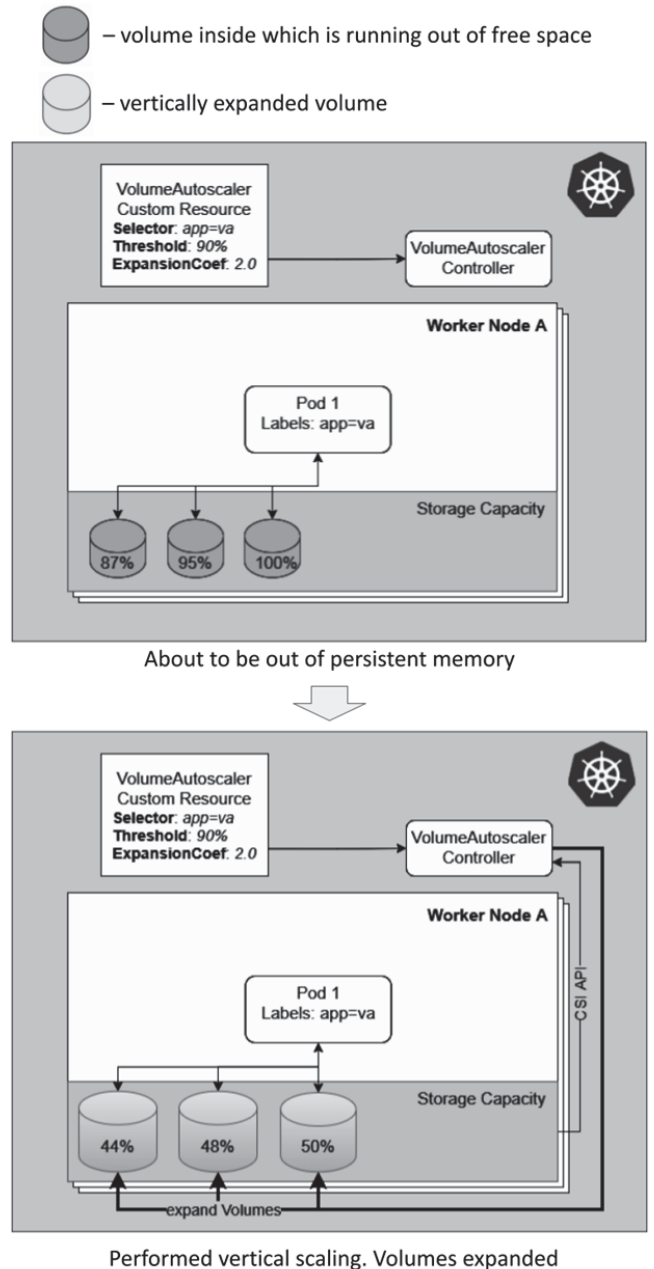 – volume inside which is running out of free space
– vertically expanded volume
VolumeAutoscaler
Custom Resource
Selector: app=va
Threshold: 90%
ExpansionCoef: 2.0
VolumeAutoscaler
Controller
Worker Node A
Pod 1
Labels: app=va
Storage Capacity
87%
95%
100%
About to be out of persistent memory
VolumeAutoscaler
Custom Resource
Selector: app=va
Threshold: 90%
ExpansionCoef: 2.0
VolumeAutoscaler
Controller
Worker Node A
Pod 1
Labels: app=va
CSI API
Storage Capacity
44%
48%
50%
expand Volumes
Performed vertical scaling. Volumes expanded